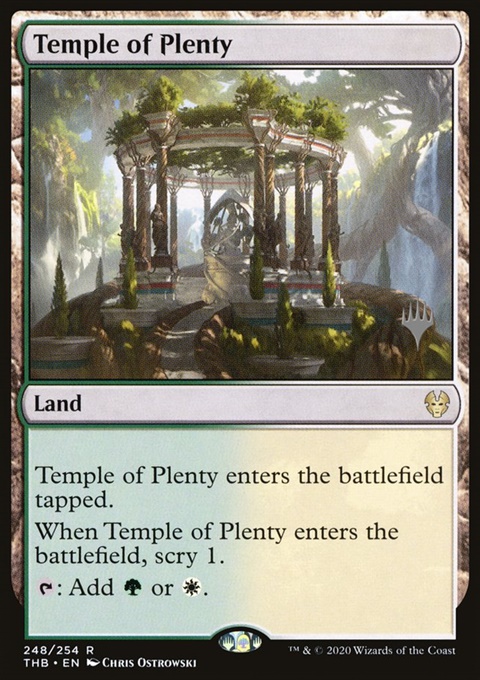 Temple of Plenty
Land
Temple of Plenty enters the battlefield
tapped.
When Temple of Plenty enters the
battlefield, scry 1.
: Add or .
248/254 R
THB • EN Chris Ostrowski
™ & © 2020 Wizards of the Coast